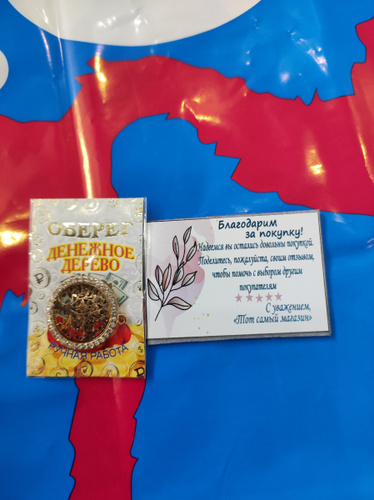 ОБЕРЕГ
ДЕНЕЖНОЕ
ДЕРЕВО
РУЧНАЯ РАБОТА
Благодарим
за покупку!
Надеемся вы остались довольны покупкой.
Поделитесь, пожалуйста, своим отзывом,
чтобы помочь с выбором другим
покупателям
С уважением,
«Тот самый магазин»